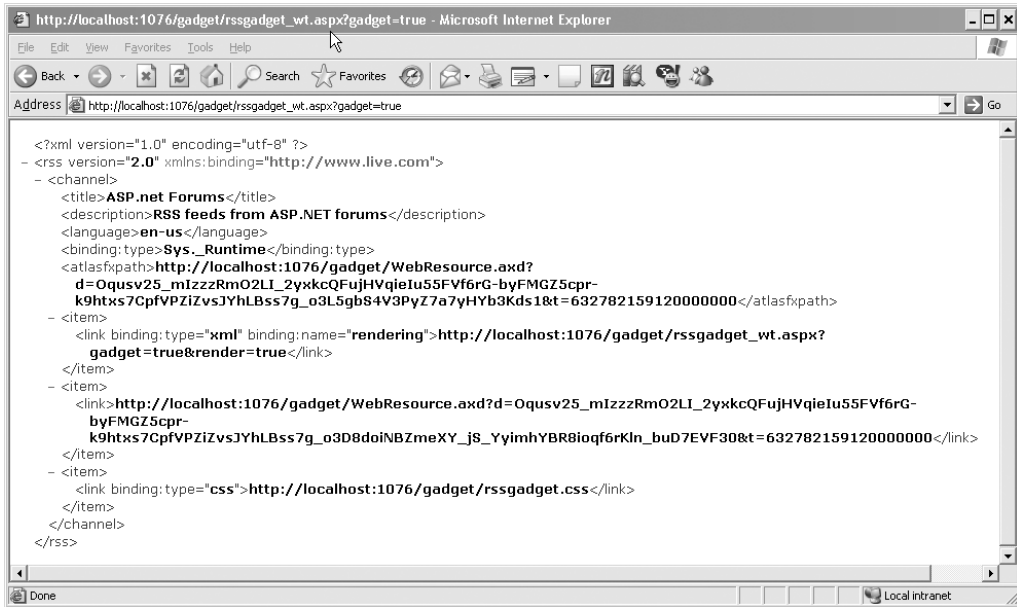 http://localhost:1076/gadget/rssgadget_wt.aspx?gadget=true - Microsoft Internet Explorer
File Edit View Favorites Tools Help
Back Search Favorites
Address http://localhost:1076/gadget/rssgadget_wt.aspx?gadget=true Go
<?xml version="1.0" encoding="utf-8" ?>
- <rss version="2.0" xmlns:binding="http://www.live.com">
- <channel>
<title>ASP.net Forums</title>
<description>RSS feeds from ASP.NET forums</description>
<language>en-us</language>
<binding:type>Sys._Runtime</binding:type>
<atlasfxpath>http://localhost:1076/gadget/WebResource.axd?
d=Oqusv25_mIzzzRmO2LI_2yxkcQFujHVqieIu55FVf6rG-byFMGZ5cpr-
k9htxs7CpfVPZiZvsJYhLBss7g_o3L5gbS4V3PyZ7a7yHYb3Kds1&t=632782159120000000</atlasfxpath>
- <item>
<link binding:type="xml" binding:name="rendering">http://localhost:1076/gadget/rssgadget_wt.aspx?
gadget=true&render=true</link>
</item>
- <item>
<link>http://localhost:1076/gadget/WebResource.axd?d=Oqusv25_mIzzzRmO2LI_2yxkcQFujHVqieIu55FVf6rG-
byFMGZ5cpr-
k9htxs7CpfVPZiZvsJYhLBss7g_o3D8doiNBZmeXY_jS_YyimhYBR8ioqf6rKln_buD7EVF30&t=632782159120000000</link>
</item>
- <item>
<link binding:type="css">http://localhost:1076/gadget/rssgadget.css</link>
</item>
</channel>
</rss>
Done Local intranet